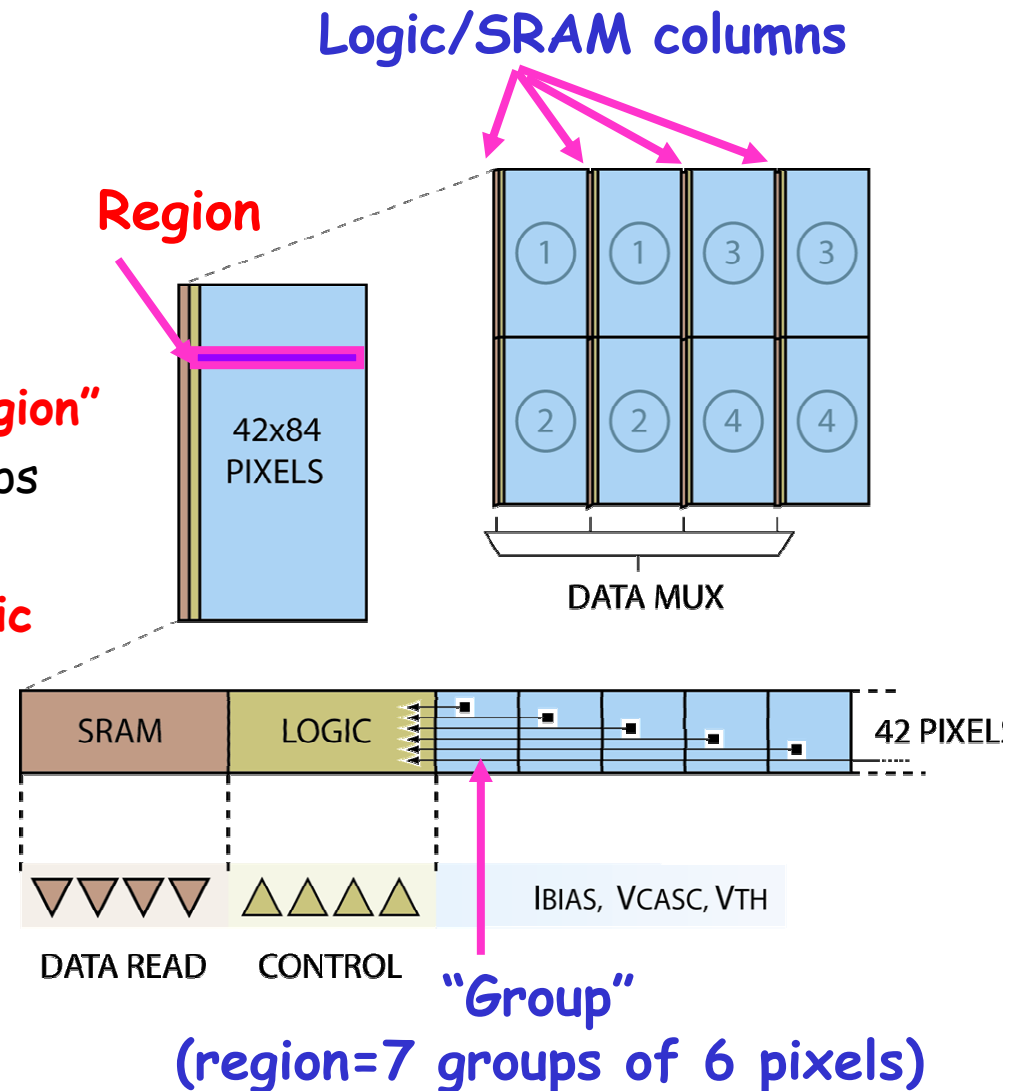 Logic/SRAM columns
Region
1 1 3 3
gion”
42x84
PIXELS
2 2 4 4
ps
DATA MUX
ic
SRAM LOGIC 42 PIXELS
IBIAS, VCASC, VTH
DATA READ CONTROL
“Group”
(region=7 groups of 6 pixels)